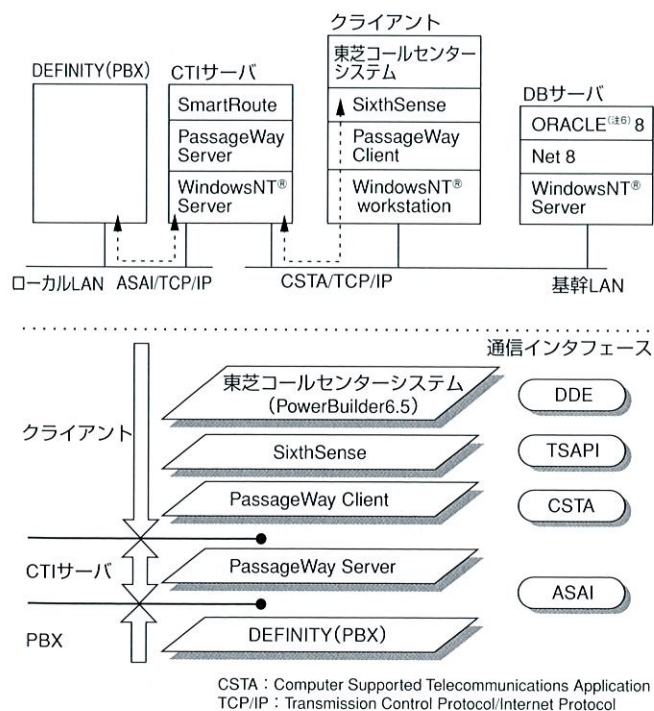 クライアント
DEFINITY(PBX)
CTIサーバ
SmartRoute
PassageWay
Server
WindowsNT®
Server
東芝コールセンター
システム
SixthSense
PassageWay
Client
WindowsNT®
workstation
DBサーバ
ORACLE(注6) 8
Net 8
WindowsNT®
Server
ローカルLAN
ASAI/TCP/IP
CSTA/TCP/IP
基幹LAN
通信インタフェース
クライアント
東芝コールセンターシステム
(PowerBuilder6.5)
DDE
SixthSense
TSAPI
PassageWay Client
CSTA
CTIサーバ
PassageWay Server
ASAI
PBX
DEFINITY(PBX)
CSTA：Computer Supported Telecommunications Application
TCP/IP：Transmission Control Protocol/Internet Protocol